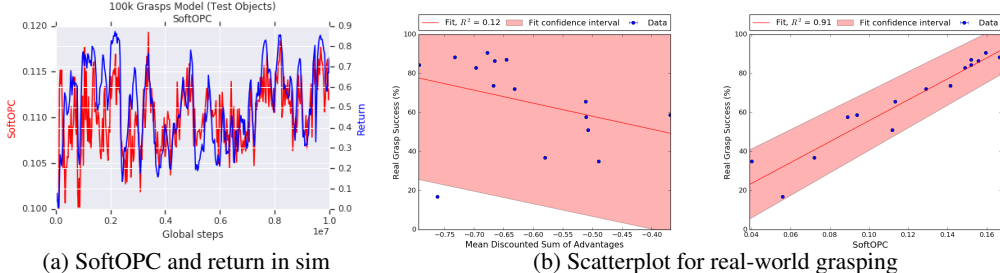 100k Grasps Model (Test Objects)
SoftOPC
0.115
0.110
0.105
0.100
SoftOPC
0.9
0.8
0.7
0.6
0.5
0.4
0.3
0.2
0.1
0.0
Return
0.0 0.2 0.4 0.6 0.8 1.0
1e7
Global steps
(a) SoftOPC and return in sim
Fit, R² = 0.12 Fit confidence interval Data
100
80
60
40
20
0
Real Grasp Success (%)
−0.75 −0.70 −0.65 −0.60 −0.55 −0.50 −0.45 −0.40
Mean Discounted Sum of Advantages
Fit, R² = 0.91 Fit confidence interval Data
100
80
60
40
20
0
Real Grasp Success (%)
0.04 0.06 0.08 0.10 0.12 0.14 0.16
SoftOPC
(b) Scatterplot for real-world grasping